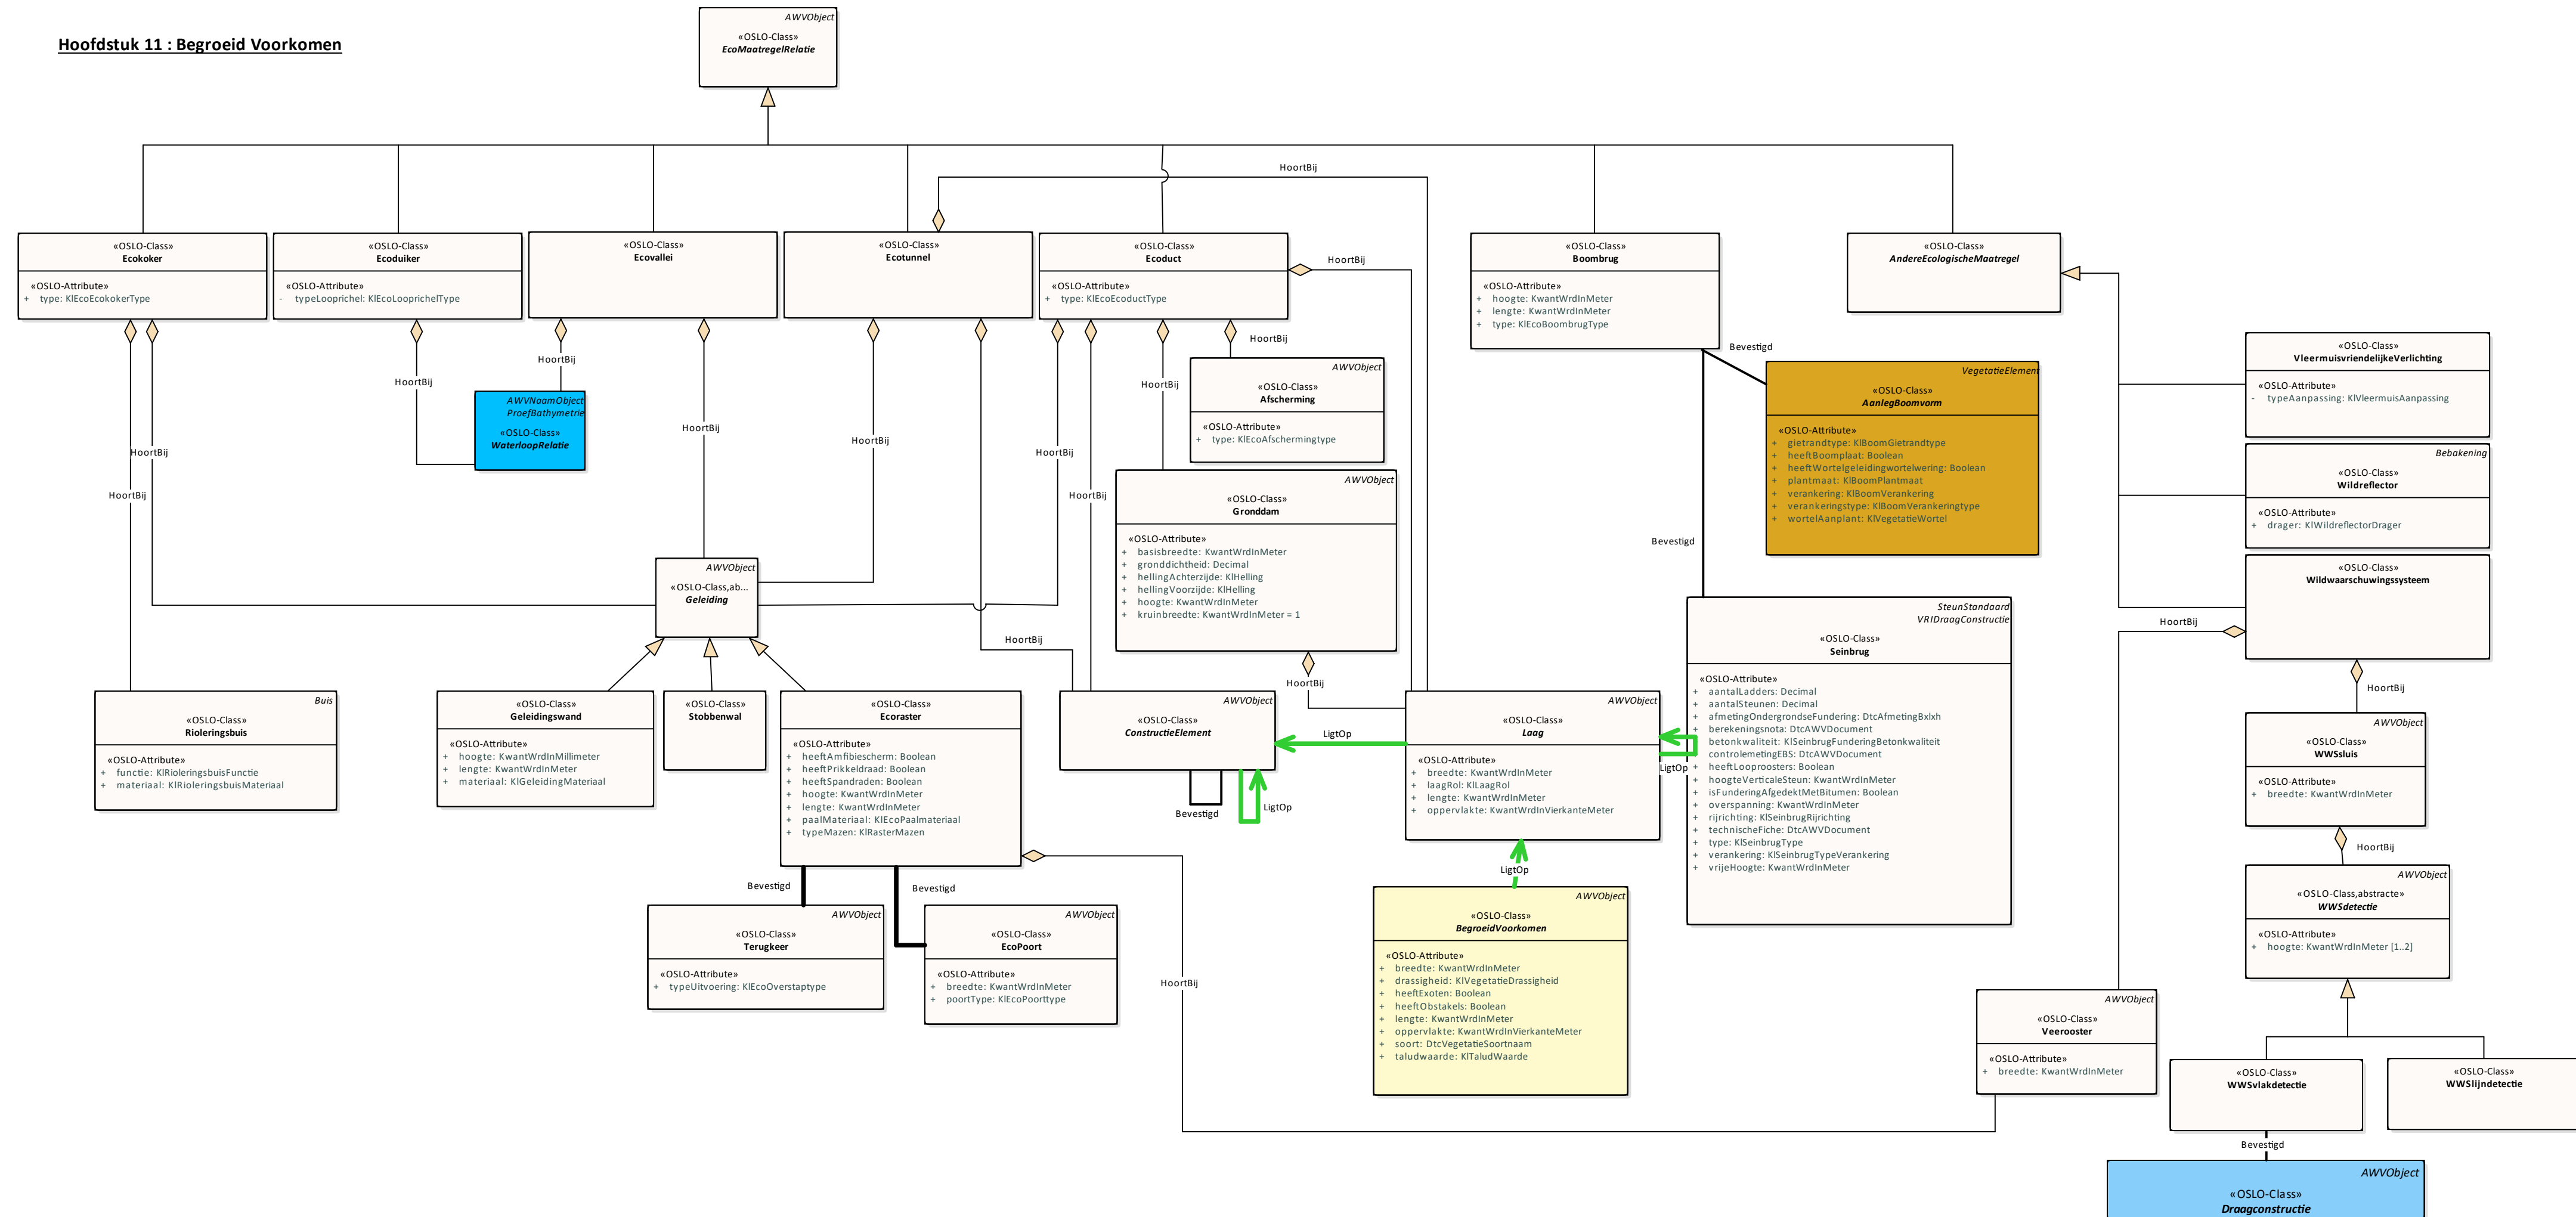 Hoofdstuk 11 : Begroeid Voorkomen
AWVObject
«OSLO-Class»
EcoMaatregelRelatie
HoortBij
«OSLO-Class»
Ecokoker
«OSLO-Attribute»
+ type: KlEcoEcokokerType
«OSLO-Class»
Ecoduiker
«OSLO-Attribute»
- typeLooprichel: KlEcoLooprichelType
«OSLO-Class»
Ecovallei
«OSLO-Class»
Ecotunnel
«OSLO-Class»
Ecoduct
«OSLO-Attribute»
+ type: KlEcoEcoductType
HoortBij
«OSLO-Class»
Boombrug
«OSLO-Attribute»
+ hoogte: KwantWrdInMeter
+ lengte: KwantWrdInMeter
+ type: KlEcoBoombrugType
«OSLO-Class»
AndereEcologischeMaatregel
«OSLO-Class»
VleermuisvriendelijkeVerlichting
«OSLO-Attribute»
- typeAanpassing: KlVleermuisAanpassing
HoortBij
HoortBij
HoortBij
HoortBij
Bevestigd
AWVNaamObject
ProefBathymetrie
«OSLO-Class»
WaterloopRelatie
AWVObject
«OSLO-Class»
Afscherming
«OSLO-Attribute»
+ type: KlEcoAfschermingtype
VegetatieElement
«OSLO-Class»
AanlegBoomvorm
«OSLO-Attribute»
+ gietrandtype: KlBoomGietrandtype
+ heeftBoomplaat: Boolean
+ heeftWortelgeleidingwortelwering: Boolean
+ plantmaat: KlBoomPlantmaat
+ verankering: KlBoomVerankering
+ verankeringstype: KlBoomVerankeringtype
+ wortelAanplant: KlVegetatieWortel
Bebakening
«OSLO-Class»
Wildreflector
«OSLO-Attribute»
+ drager: KlWildreflectorDrager
HoortBij
HoortBij
HoortBij
HoortBij
HoortBij
HoortBij
AWVObject
«OSLO-Class»
Gronddam
«OSLO-Attribute»
+ basisbreedte: KwantWrdInMeter
+ gronddichtheid: Decimal
+ hellingAchterzijde: KlHelling
+ hellingVoorzijde: KlHelling
+ hoogte: KwantWrdInMeter
+ kruinbreedte: KwantWrdInMeter = 1
Bevestigd
«OSLO-Class»
Wildwaarschuwingssysteem
AWVObject
«OSLO-Class,ab...
Geleiding
HoortBij
HoortBij
HoortBij
HoortBij
SteunStandaard
VRIDraagConstructie
«OSLO-Class»
Seinbrug
«OSLO-Attribute»
+ aantalLadders: Decimal
+ aantalSteunen: Decimal
+ afmetingOndergrondseFundering: DtcAfmetingBxlxh
+ berekeningsnota: DtcAWVDocument
+ betonkwaliteit: KlSeinbrugFunderingBetonkwaliteit
+ controlemetingEBS: DtcAWVDocument
+ heeftLooproosters: Boolean
+ hoogteVerticaleSteun: KwantWrdInMeter
+ isFunderingAfgedektMetBitumen: Boolean
+ overspanning: KwantWrdInMeter
+ rijrichting: KlSeinbrugRijrichting
+ technischeFiche: DtcAWVDocument
+ type: KlSeinbrugType
+ verankering: KlSeinbrugTypeVerankering
+ vrijeHoogte: KwantWrdInMeter
Buis
«OSLO-Class»
Rioleringsbuis
«OSLO-Attribute»
+ functie: KlRioleringsbuisFunctie
+ materiaal: KlRioleringsbuisMateriaal
«OSLO-Class»
Geleidingswand
«OSLO-Attribute»
+ hoogte: KwantWrdInMillimeter
+ lengte: KwantWrdInMeter
+ materiaal: KlGeleidingMateriaal
«OSLO-Class»
Stobbenwal
«OSLO-Class»
Ecoraster
«OSLO-Attribute»
+ heeftAmfibiescherm: Boolean
+ heeftPrikkeldraad: Boolean
+ heeftSpandraden: Boolean
+ hoogte: KwantWrdInMeter
+ lengte: KwantWrdInMeter
+ paalMateriaal: KlEcoPaalmateriaal
+ typeMazen: KlRasterMazen
AWVObject
«OSLO-Class»
ConstructieElement
LigtOp
Bevestigd
LigtOp
AWVObject
«OSLO-Class»
Laag
«OSLO-Attribute»
+ breedte: KwantWrdInMeter
+ laagRol: KlLaagRol
+ lengte: KwantWrdInMeter
+ oppervlakte: KwantWrdInVierkanteMeter
LigtOp
LigtOp
AWVObject
«OSLO-Class»
WWSsluis
«OSLO-Attribute»
+ breedte: KwantWrdInMeter
HoortBij
Bevestigd
Bevestigd
AWVObject
«OSLO-Class»
Terugkeer
«OSLO-Attribute»
+ typeUitvoering: KlEcoOverstaptype
AWVObject
«OSLO-Class»
EcoPoort
«OSLO-Attribute»
+ breedte: KwantWrdInMeter
+ poortType: KlEcoPoorttype
HoortBij
AWVObject
«OSLO-Class»
BegroeidVoorkomen
«OSLO-Attribute»
+ breedte: KwantWrdInMeter
+ drassigheid: KlVegetatieDrassigheid
+ heeftExoten: Boolean
+ heeftObstakels: Boolean
+ lengte: KwantWrdInMeter
+ oppervlakte: KwantWrdInVierkanteMeter
+ soort: DtcVegetatieSoortnaam
+ taludwaarde: KlTaludWaarde
AWVObject
«OSLO-Class,abstracte»
WWSdetectie
«OSLO-Attribute»
+ hoogte: KwantWrdInMeter [1..2]
AWVObject
«OSLO-Class»
Veerooster
«OSLO-Attribute»
+ breedte: KwantWrdInMeter
«OSLO-Class»
WWSvlakdetectie
«OSLO-Class»
WWSlijndetectie
Bevestigd
AWVObject
«OSLO-Class»
Draagconstructie